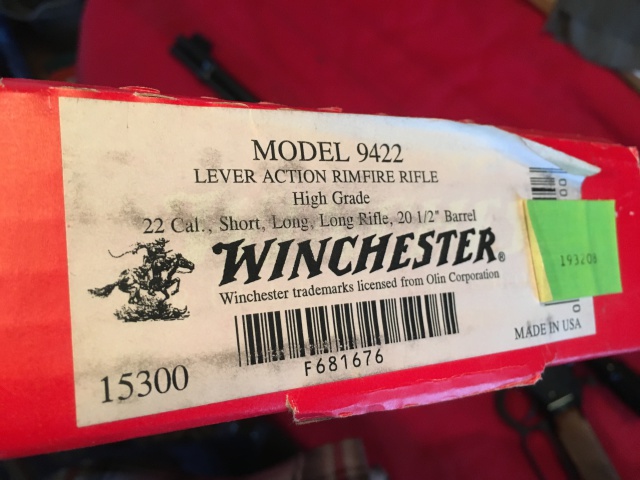 MODEL 9422
LEVER ACTION RIMFIRE RIFLE
High Grade
22 Cal., Short, Long, Long Rifle, 20 1/2" Barrel
WINCHESTER®
Winchester trademarks licensed from Olin Corporation
F681676
15300
MADE IN USA
193208